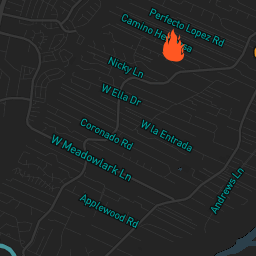 Perfecto Lopez Rd
Camino He sa
Nicky Ln
W Ella Dr
Coronado Rd
W la Entrada
W Meadowlark Ln
Andrews Ln
Applewood Rd